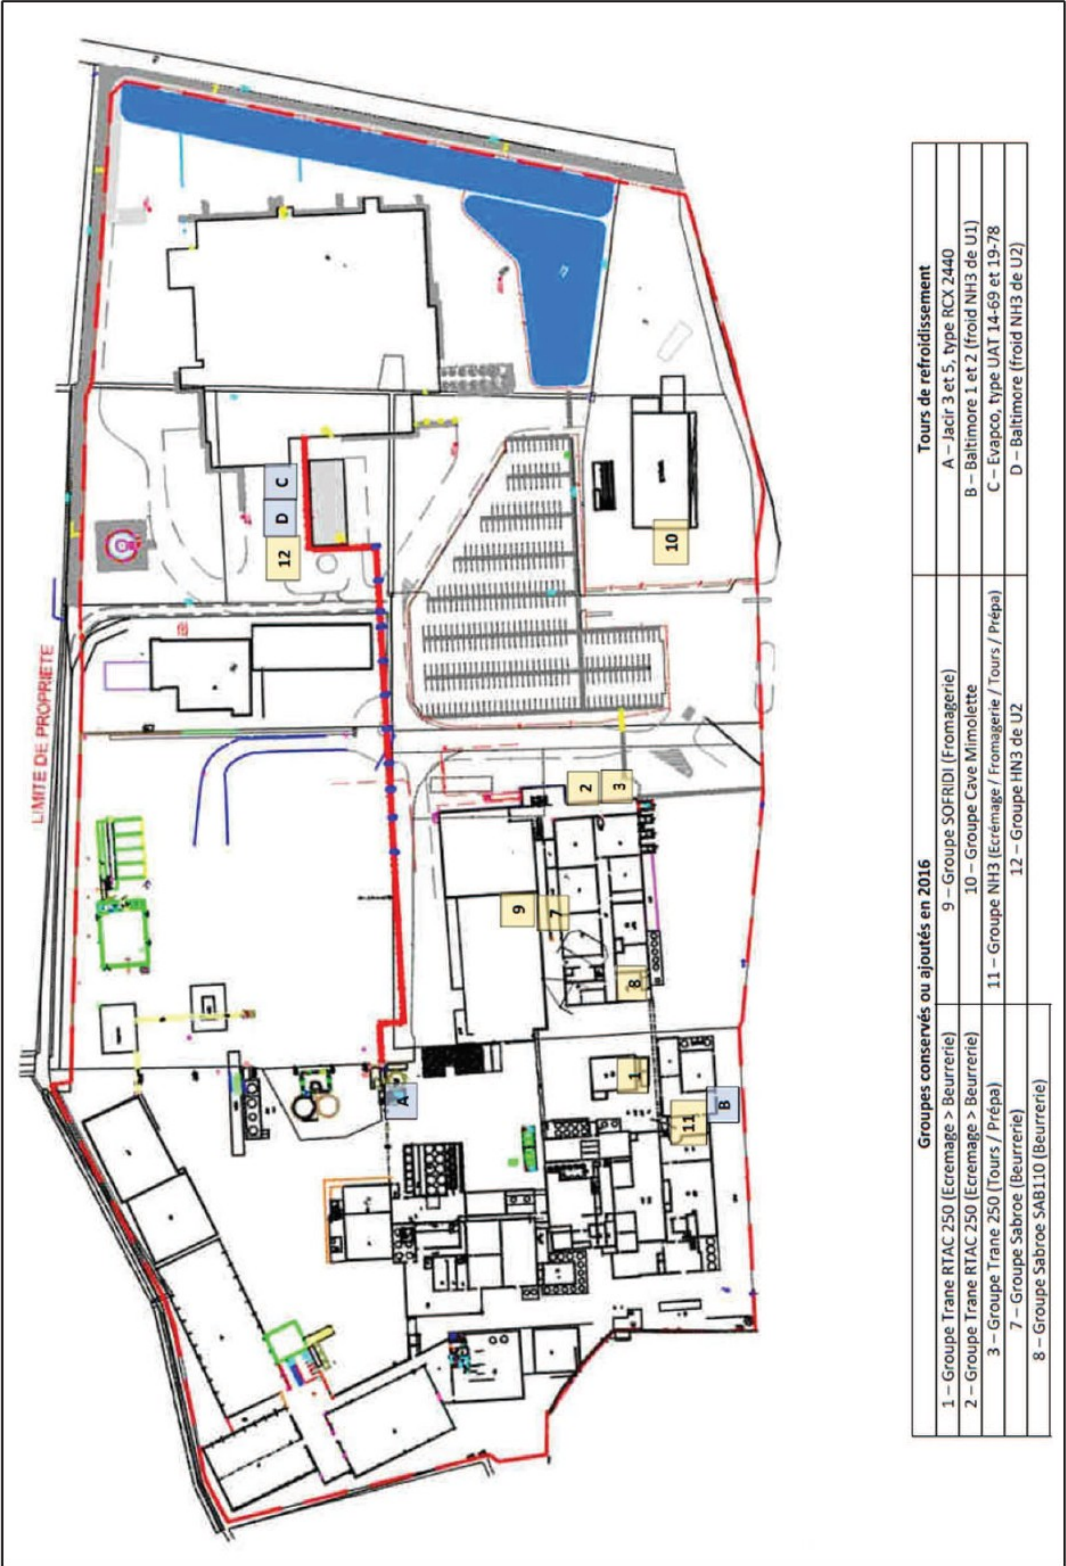 LIMITE DE PROPRIETE
12
D
C
10
2
3
9
7
8
1
A
11
B
Groupes conservés ou ajoutés en 2016
Tours de refroidissement
1 – Groupe Trane RTAC 250 (Ecremage > Beurrerie)
9 – Groupe SOFRIDI (Fromagerie)
A – Jacir 3 et 5, type RCX 2440
2 – Groupe Trane RTAC 250 (Ecremage > Beurrerie)
10 – Groupe Cave Mimolette
B – Baltimore 1 et 2 (froid NH3 de U1)
3 – Groupe Trane 250 (Tours / Prépa)
11 – Groupe NH3 (Ecrémage / Fromagerie / Tours / Prépa)
C – Evapco, type UAT 14-69 et 19-78
7 – Groupe Sabroe (Beurrerie)
12 – Groupe HN3 de U2
D – Baltimore (froid NH3 de U2)
8 – Groupe Sabroe SAB110 (Beurrerie)